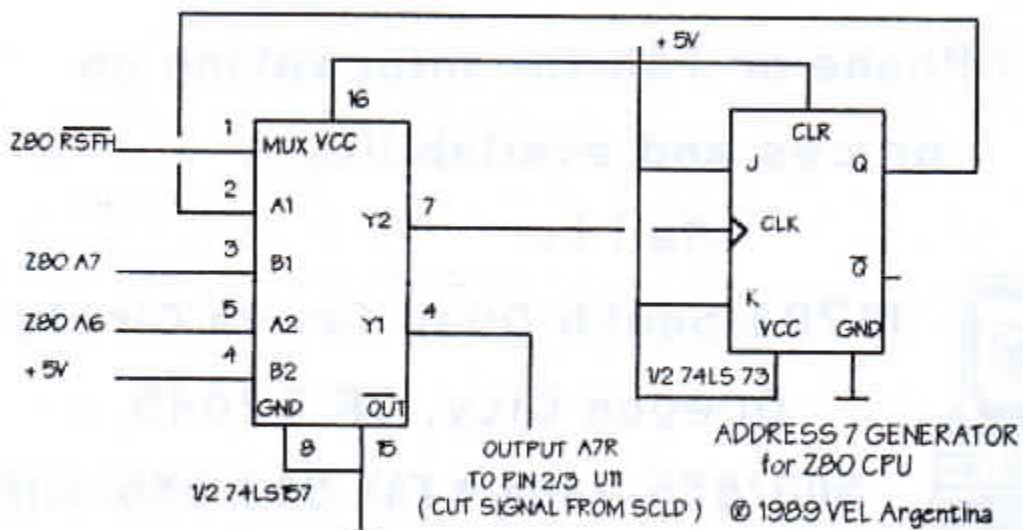 +5V
16
Z80 RSFH
1
MUX VCC
CLR
J
Q
2
A1
7
Y2
CLK
3
Z80 A7
B1
Q
5
Z80 A6
A2
4
Y1
K
4
+5V
B2
VCC GND
GND
OUT
1/2 74LS 73
8
15
OUTPUT A7R
ADDRESS 7 GENERATOR
1/2 74LS157
TO PIN 2/3 U11
for Z80 CPU
( CUT SIGNAL FROM SCLD )
© 1989 VEL Argentina